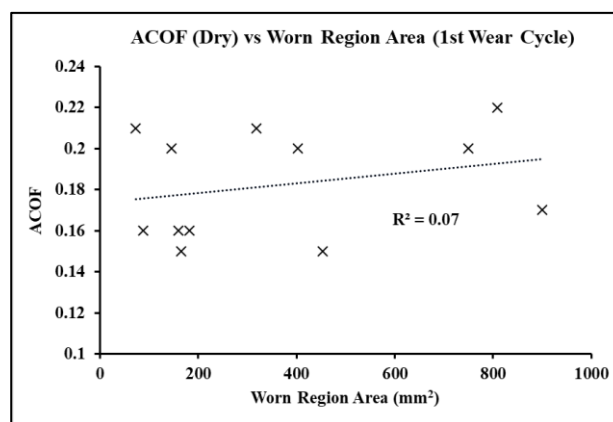 ACOF (Dry) vs Worn Region Area (1st Wear Cycle)
0.24
0.22
0.2
0.18
0.16
0.14
0.12
0.1
ACOF
R² = 0.07
0 200 400 600 800 1000
Worn Region Area (mm²)